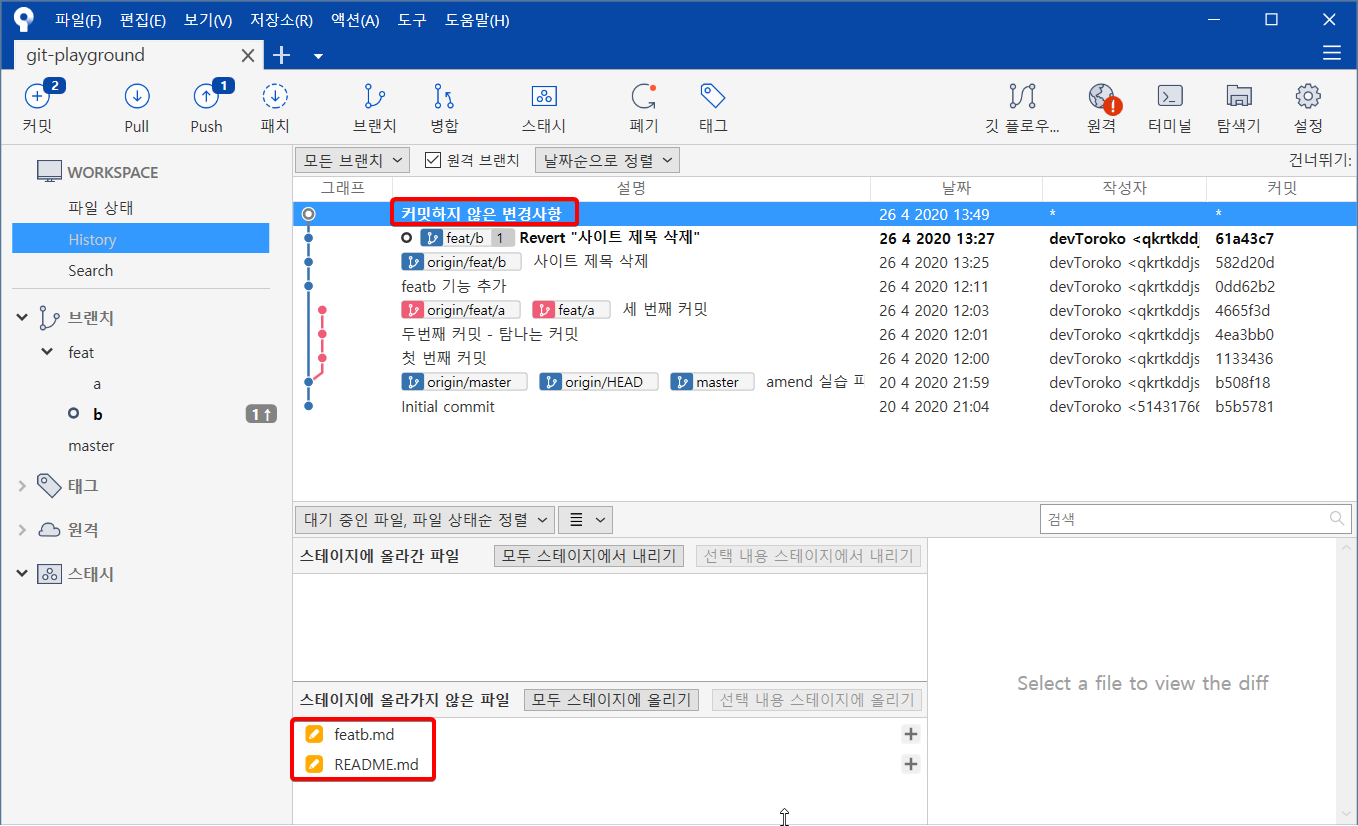 파일(F) 편집(E) 보기(V) 저장소(R) 액션(A) 도구 도움말(H)
git-playground
2 1
커밋 Pull Push 패치 브랜치 병합 스태시 폐기 태그 깃 플로우... 원격 터미널 탐색기 설정
WORKSPACE
파일 상태
History
Search
브랜치
feat
a
b 1↑
master
태그
원격
스태시
모든 브랜치 원격 브랜치 날짜순으로 정렬 건너뛰기:
그래프 설명 날짜 작성자 커밋
커밋하지 않은 변경사항 26 4 2020 13:49 * *
feat/b 1 Revert "사이트 제목 삭제" 26 4 2020 13:27 devToroko <qkrtkddj 61a43c7
origin/feat/b 사이트 제목 삭제 26 4 2020 13:25 devToroko <qkrtkddjs 582d20d
featb 기능 추가 26 4 2020 12:11 devToroko <qkrtkddjs 0dd62b2
origin/feat/a feat/a 세 번째 커밋 26 4 2020 12:03 devToroko <qkrtkddjs 4665f3d
두번째 커밋 - 탐나는 커밋 26 4 2020 12:01 devToroko <qkrtkddjs 4ea3bb0
첫 번째 커밋 26 4 2020 12:00 devToroko <qkrtkddjs 1133436
origin/master origin/HEAD master amend 실습 파 20 4 2020 21:59 devToroko <qkrtkddjs b508f18
Initial commit 20 4 2020 21:04 devToroko <51431766 b5b5781
대기 중인 파일, 파일 상태순 정렬 검색
스테이지에 올라간 파일 모두 스테이지에서 내리기 선택 내용 스테이지에서 내리기
스테이지에 올라가지 않은 파일 모두 스테이지에 올리기 선택 내용 스테이지에 올리기
featb.md
README.md
Select a file to view the diff